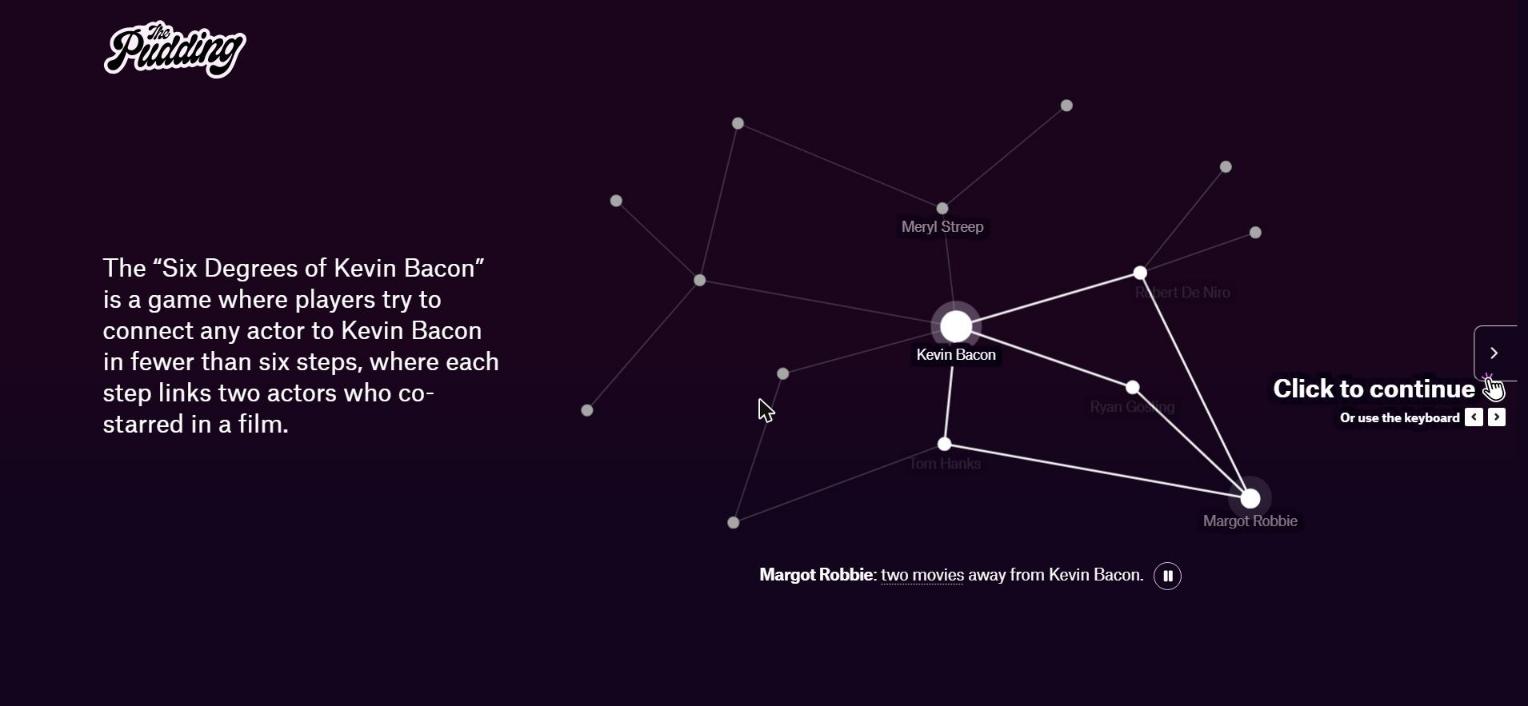 The Pudding
Meryl Streep
Robert De Niro
The “Six Degrees of Kevin Bacon”
is a game where players try to
connect any actor to Kevin Bacon
in fewer than six steps, where each
step links two actors who co-
starred in a film.
Kevin Bacon
Click to continue
Ryan Gosling
Or use the keyboard < >
Tom Hanks
Margot Robbie
Margot Robbie: two movies away from Kevin Bacon.